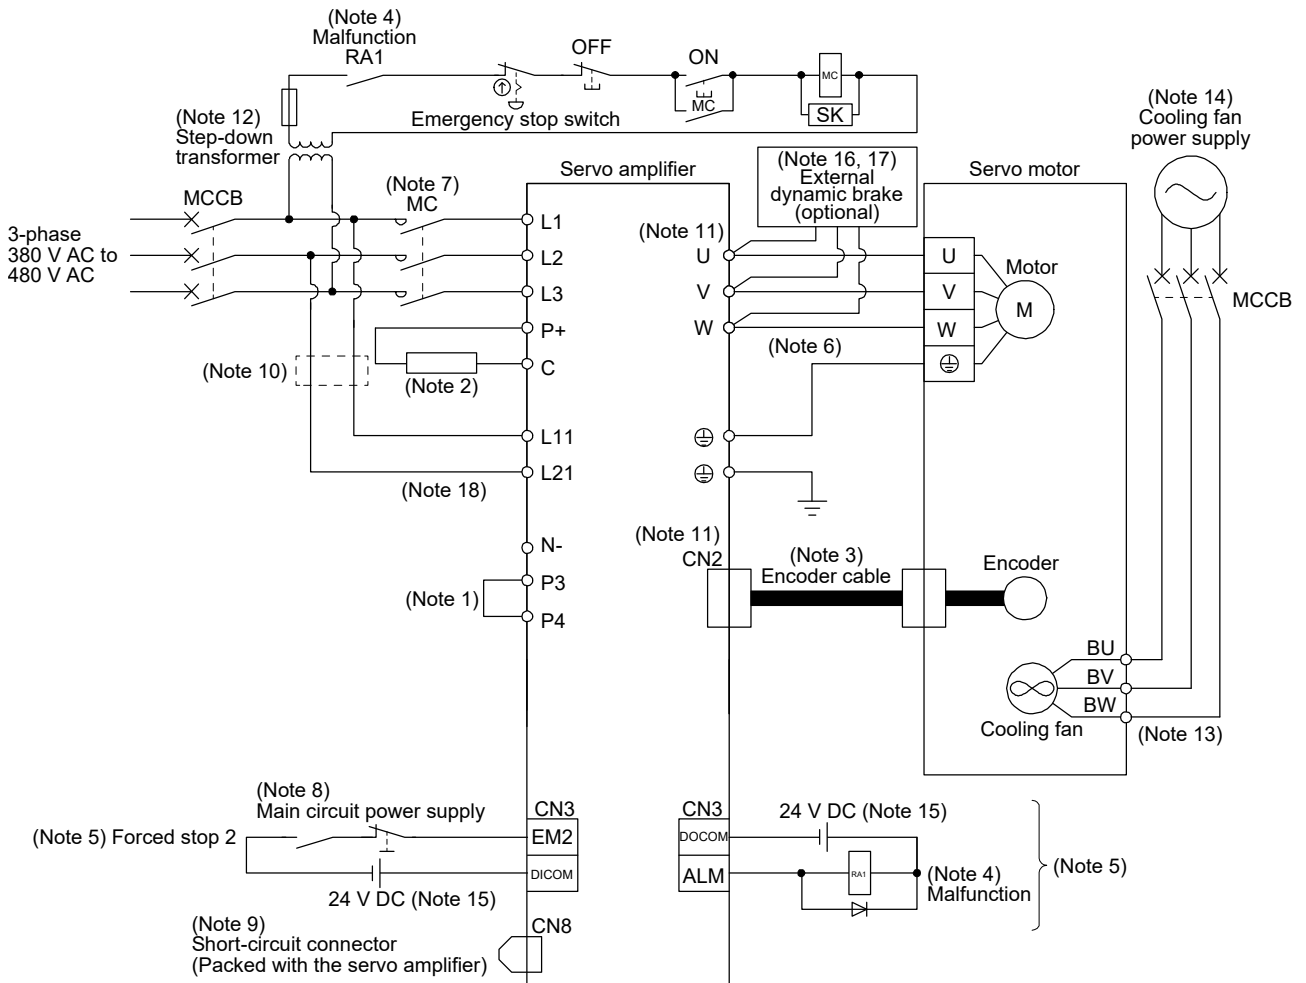 (Note 4)
Malfunction
RA1
OFF
ON
MC
MC
SK
Emergency stop switch
(Note 12)
Step-down
transformer
(Note 14)
Cooling fan
power supply
MCCB
(Note 7)
MC
Servo amplifier
(Note 16, 17)
External
dynamic brake
(optional)
Servo motor
3-phase
380 V AC to
480 V AC
L1
L2
L3
P+
C
(Note 10)
(Note 2)
L11
L21
(Note 18)
N-
P3
P4
(Note 1)
(Note 11)
U
V
W
(Note 6)
U
V
W
Motor
M
MCCB
(Note 11)
CN2
(Note 3)
Encoder cable
Encoder
BU
BV
BW
Cooling fan
(Note 13)
(Note 8)
Main circuit power supply
(Note 5) Forced stop 2
24 V DC (Note 15)
CN3
EM2
DICOM
(Note 9)
Short-circuit connector
(Packed with the servo amplifier)
CN8
CN3
DOCOM
ALM
24 V DC (Note 15)
RA1
(Note 4)
Malfunction
(Note 5)